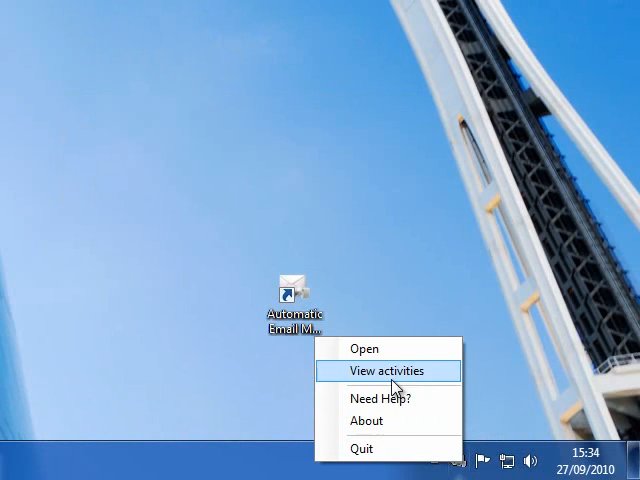 Automatic
Email M...
Open
View activities
Need Help?
About
Quit
15:34
27/09/2010